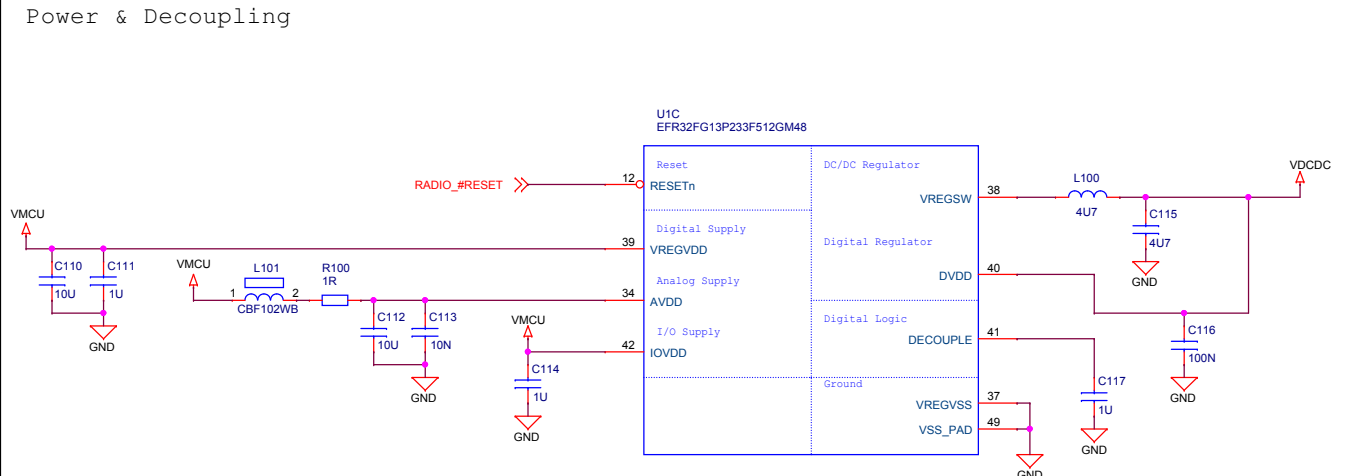 Power & Decoupling
U1C
EFR32FG13P233F512GM48
Reset
DC/DC Regulator
VDCDC
RADIO_#RESET
12
RESETn
38
L100
VREGSW
4U7
C115
4U7
GND
VMCU
Digital Supply
39
VREGVDD
Digital Regulator
C110
10U
C111
1U
GND
VMCU
L101
1
2
CBF102WB
R100
1R
Analog Supply
34
AVDD
40
DVDD
C112
10U
C113
10N
GND
VMCU
I/O Supply
42
IOVDD
Digital Logic
41
DECOUPLE
C116
100N
GND
C114
1U
GND
Ground
C117
1U
GND
37
VREGVSS
49
VSS_PAD
GND